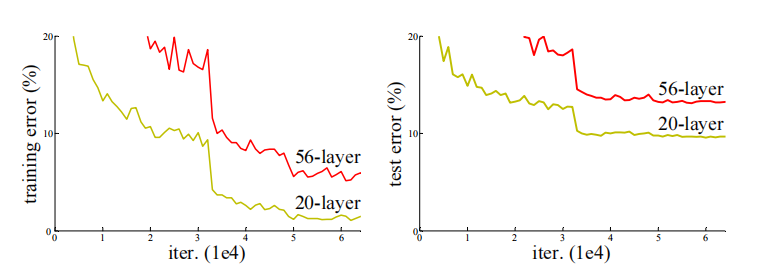 training error (%)
20
10
0
0 1 2 3 4 5 6
iter. (1e4)
56-layer
20-layer
test error (%)
20
10
0
0 1 2 3 4 5 6
iter. (1e4)
56-layer
20-layer